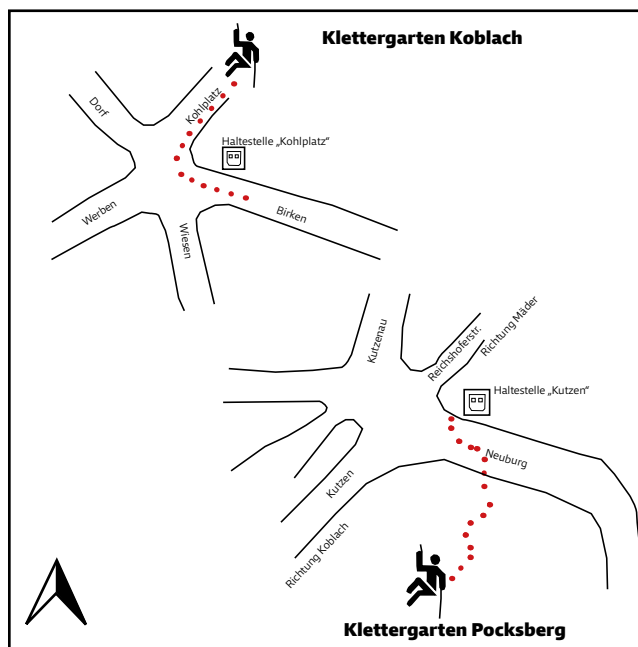 Klettergarten Koblach
Dorf
Kohlplatz
Haltestelle „Kohlplatz“
Werben
Wiesen
Birken
Kutzenau
Reichshoferstr.
Richtung Mäder
Haltestelle „Kutzen“
Neuburg
Kutzen
Richtung Koblach
Klettergarten Pocksberg